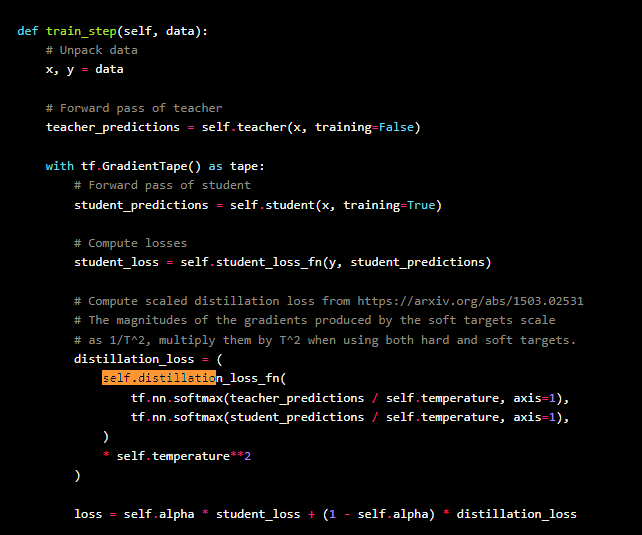 def train_step(self, data):
    # Unpack data
    x, y = data

    # Forward pass of teacher
    teacher_predictions = self.teacher(x, training=False)

    with tf.GradientTape() as tape:
        # Forward pass of student
        student_predictions = self.student(x, training=True)

        # Compute losses
        student_loss = self.student_loss_fn(y, student_predictions)

        # Compute scaled distillation loss from https://arxiv.org/abs/1503.02531
        # The magnitudes of the gradients produced by the soft targets scale
        # as 1/T^2, multiply them by T^2 when using both hard and soft targets.
        distillation_loss = (
            self.distillation_loss_fn(
                tf.nn.softmax(teacher_predictions / self.temperature, axis=1),
                tf.nn.softmax(student_predictions / self.temperature, axis=1),
            )
            * self.temperature**2
        )

        loss = self.alpha * student_loss + (1 - self.alpha) * distillation_loss